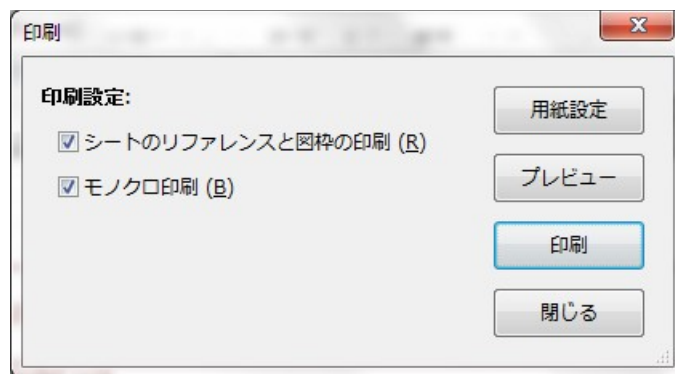 印刷
印刷設定:
シートのリファレンスと図枠の印刷 (R)
モノクロ印刷 (B)
用紙設定
プレビュー
印刷
閉じる